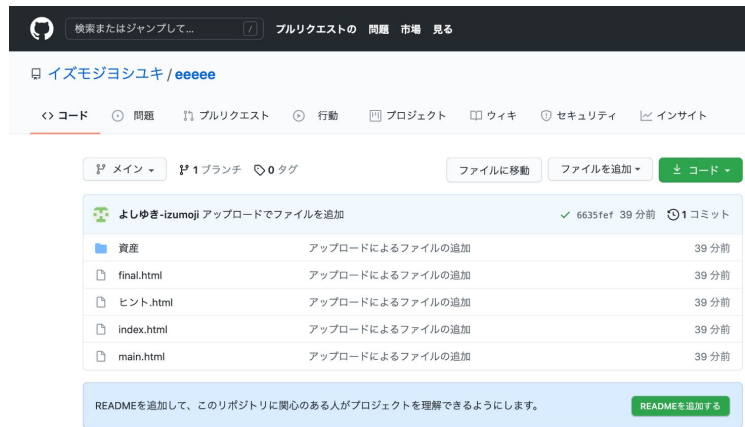 検索またはジャンプして... / プルリクエストの 問題 市場 見る
イズモジヨシユキ / eeeee
<> コード 問題 プルリクエスト 行動 プロジェクト ウィキ セキュリティ インサイト
メイン 1 ブランチ 0 タグ ファイルに移動 ファイルを追加 コード
よしゆき-izumoji アップロードでファイルを追加 6635fef 39 分前 1 コミット
資産 アップロードによるファイルの追加 39 分前
final.html アップロードによるファイルの追加 39 分前
ヒント.html アップロードによるファイルの追加 39 分前
index.html アップロードによるファイルの追加 39 分前
main.html アップロードによるファイルの追加 39 分前
READMEを追加して、このリポジトリに関心のある人がプロジェクトを理解できるようにします。 READMEを追加する